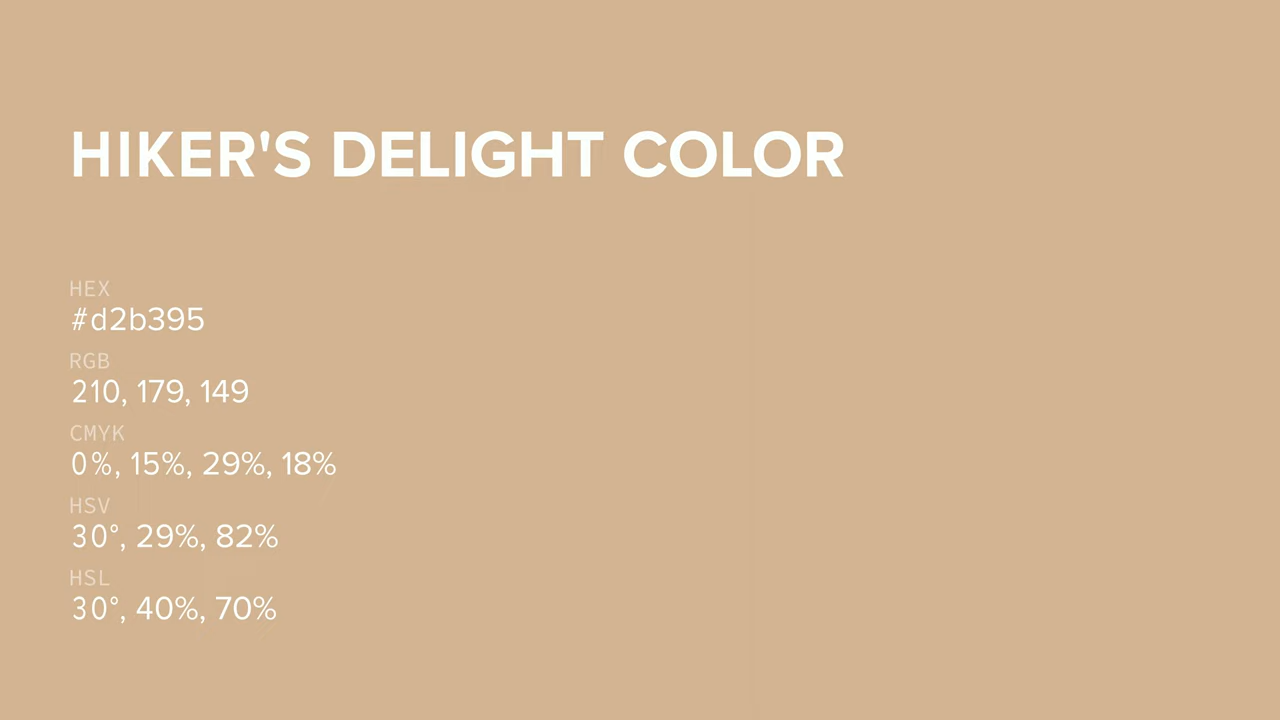 HIKER'S DELIGHT COLOR
HEX
#d2b395
RGB
210, 179, 149
CMYK
0%, 15%, 29%, 18%
HSV
30°, 29%, 82%
HSL
30°, 40%, 70%